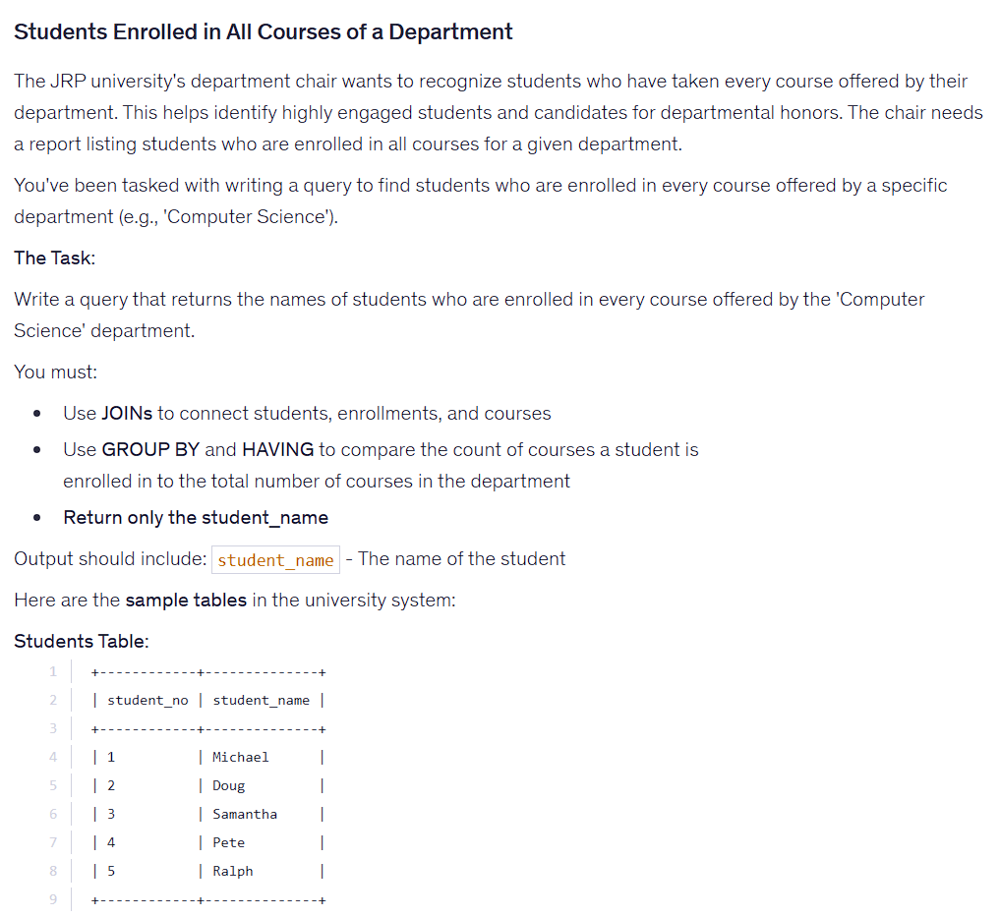 Students Enrolled in All Courses of a Department
The JRP university's department chair wants to recognize students who have taken every course offered by their
department. This helps identify highly engaged students and candidates for departmental honors. The chair needs
a report listing students who are enrolled in all courses for a given department.
You've been tasked with writing a query to find students who are enrolled in every course offered by a specific
department (e.g., 'Computer Science').
The Task:
Write a query that returns the names of students who are enrolled in every course offered by the 'Computer
Science' department.
You must:
• Use JOINs to connect students, enrollments, and courses
• Use GROUP BY and HAVING to compare the count of courses a student is
enrolled in to the total number of courses in the department
• Return only the student_name
Output should include: student_name - The name of the student
Here are the sample tables in the university system:
Students Table:
1 +------------+--------------+
2 | student_no | student_name |
3 +------------+--------------+
4 | 1 | Michael |
5 | 2 | Doug |
6 | 3 | Samantha |
7 | 4 | Pete |
8 | 5 | Ralph |
9 +------------+--------------+